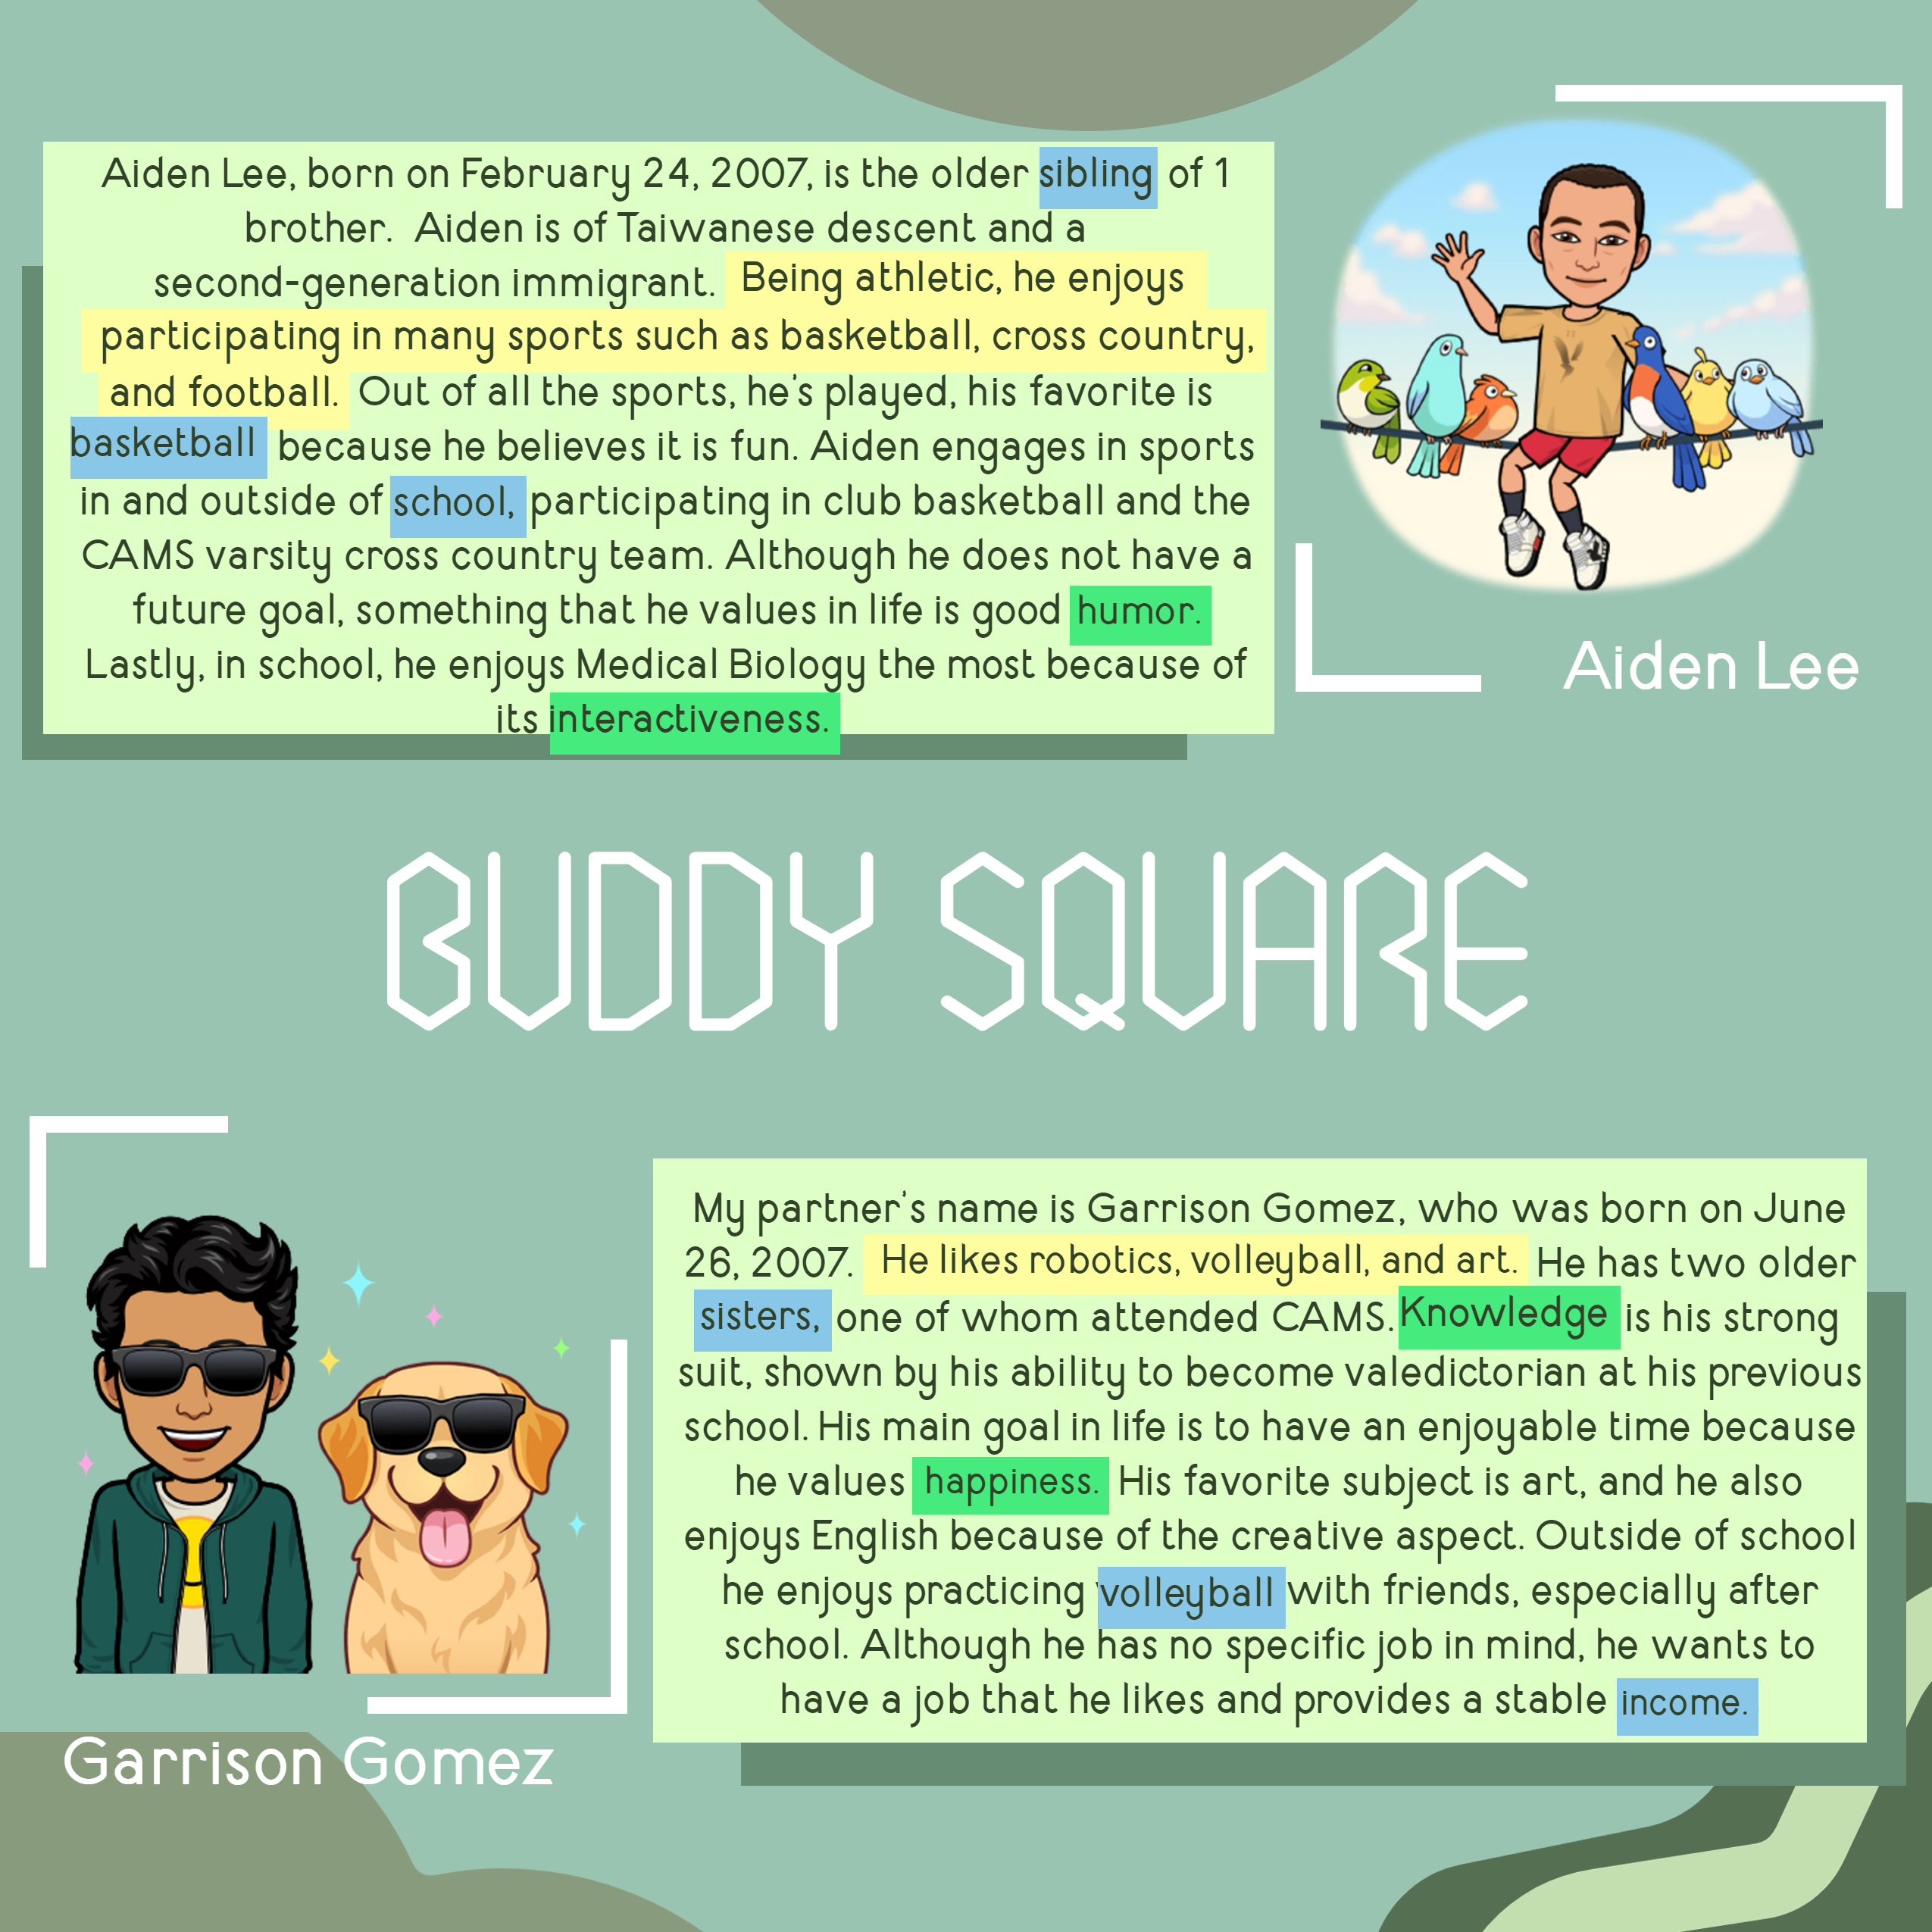 Aiden Lee, born on February 24, 2007, is the older sibling of 1
brother. Aiden is of Taiwanese descent and a
second-generation immigrant. Being athletic, he enjoys
participating in many sports such as basketball, cross country,
and football. Out of all the sports, he's played, his favorite is
basketball because he believes it is fun. Aiden engages in sports
in and outside of school, participating in club basketball and the
CAMS varsity cross country team. Although he does not have a
future goal, something that he values in life is good humor.
Lastly, in school, he enjoys Medical Biology the most because of
its interactiveness.
Aiden Lee
BUDDY SQUARE
My partner's name is Garrison Gomez, who was born on June
26, 2007. He likes robotics, volleyball, and art. He has two older
sisters, one of whom attended CAMS. Knowledge is his strong
suit, shown by his ability to become valedictorian at his previous
school. His main goal in life is to have an enjoyable time because
he values happiness. His favorite subject is art, and he also
enjoys English because of the creative aspect. Outside of school
he enjoys practicing volleyball with friends, especially after
school. Although he has no specific job in mind, he wants to
have a job that he likes and provides a stable income.
Garrison Gomez